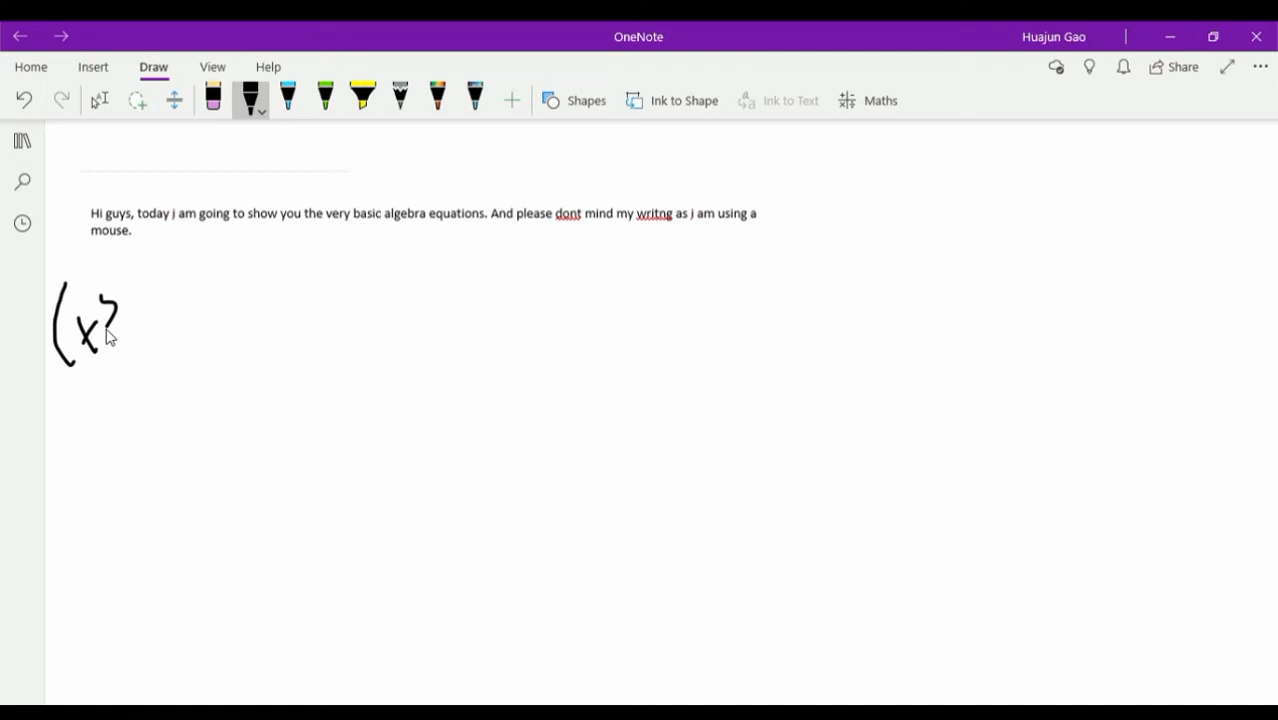 OneNote
Huajun Gao
Home Insert Draw View Help
Share
Shapes Ink to Shape Ink to Text Maths
Hi guys, today j am going to show you the very basic algebra equations. And please dont mind my writng as j am using a
mouse.
(x